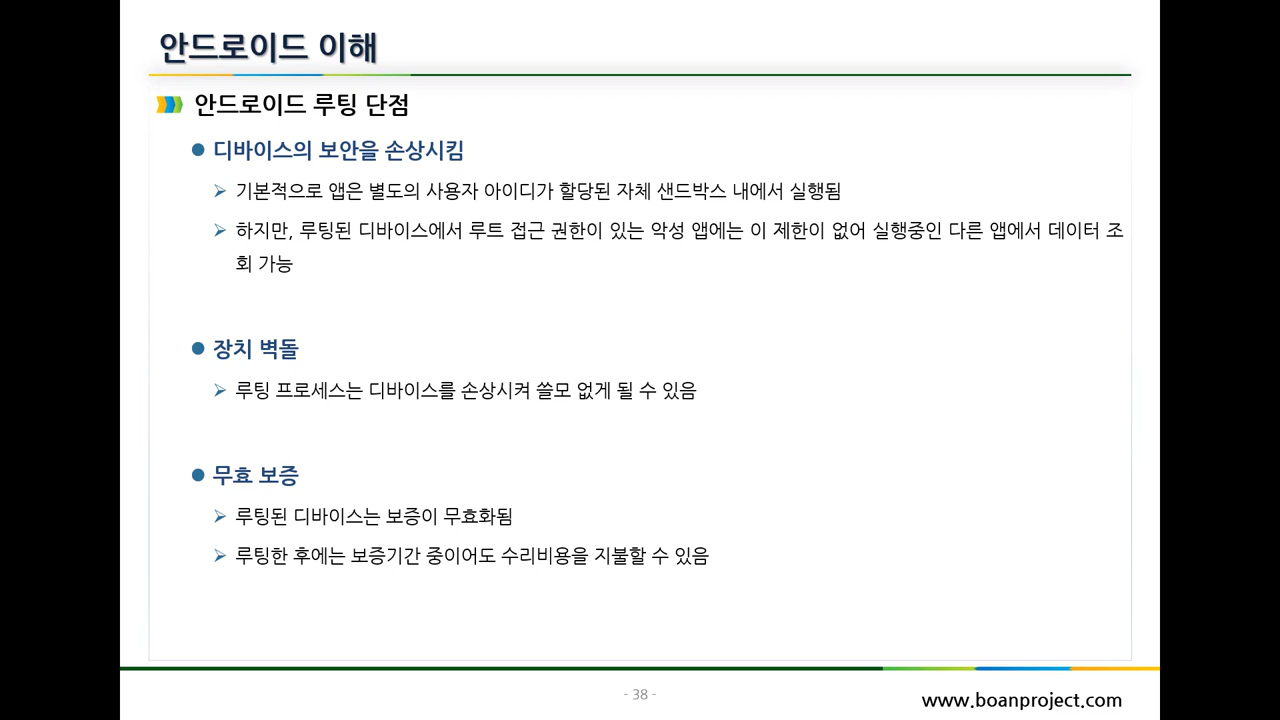 안드로이드 이해
안드로이드 루팅 단점
디바이스의 보안을 손상시킴
기본적으로 앱은 별도의 사용자 아이디가 할당된 자체 샌드박스 내에서 실행됨
하지만, 루팅된 디바이스에서 루트 접근 권한이 있는 악성 앱에는 이 제한이 없어 실행중인 다른 앱에서 데이터 조
회 가능
장치 벽돌
루팅 프로세스는 디바이스를 손상시켜 쓸모 없게 될 수 있음
무효 보증
루팅된 디바이스는 보증이 무효화됨
루팅한 후에는 보증기간 중이어도 수리비용을 지불할 수 있음
- 38 -
www.boanproject.com